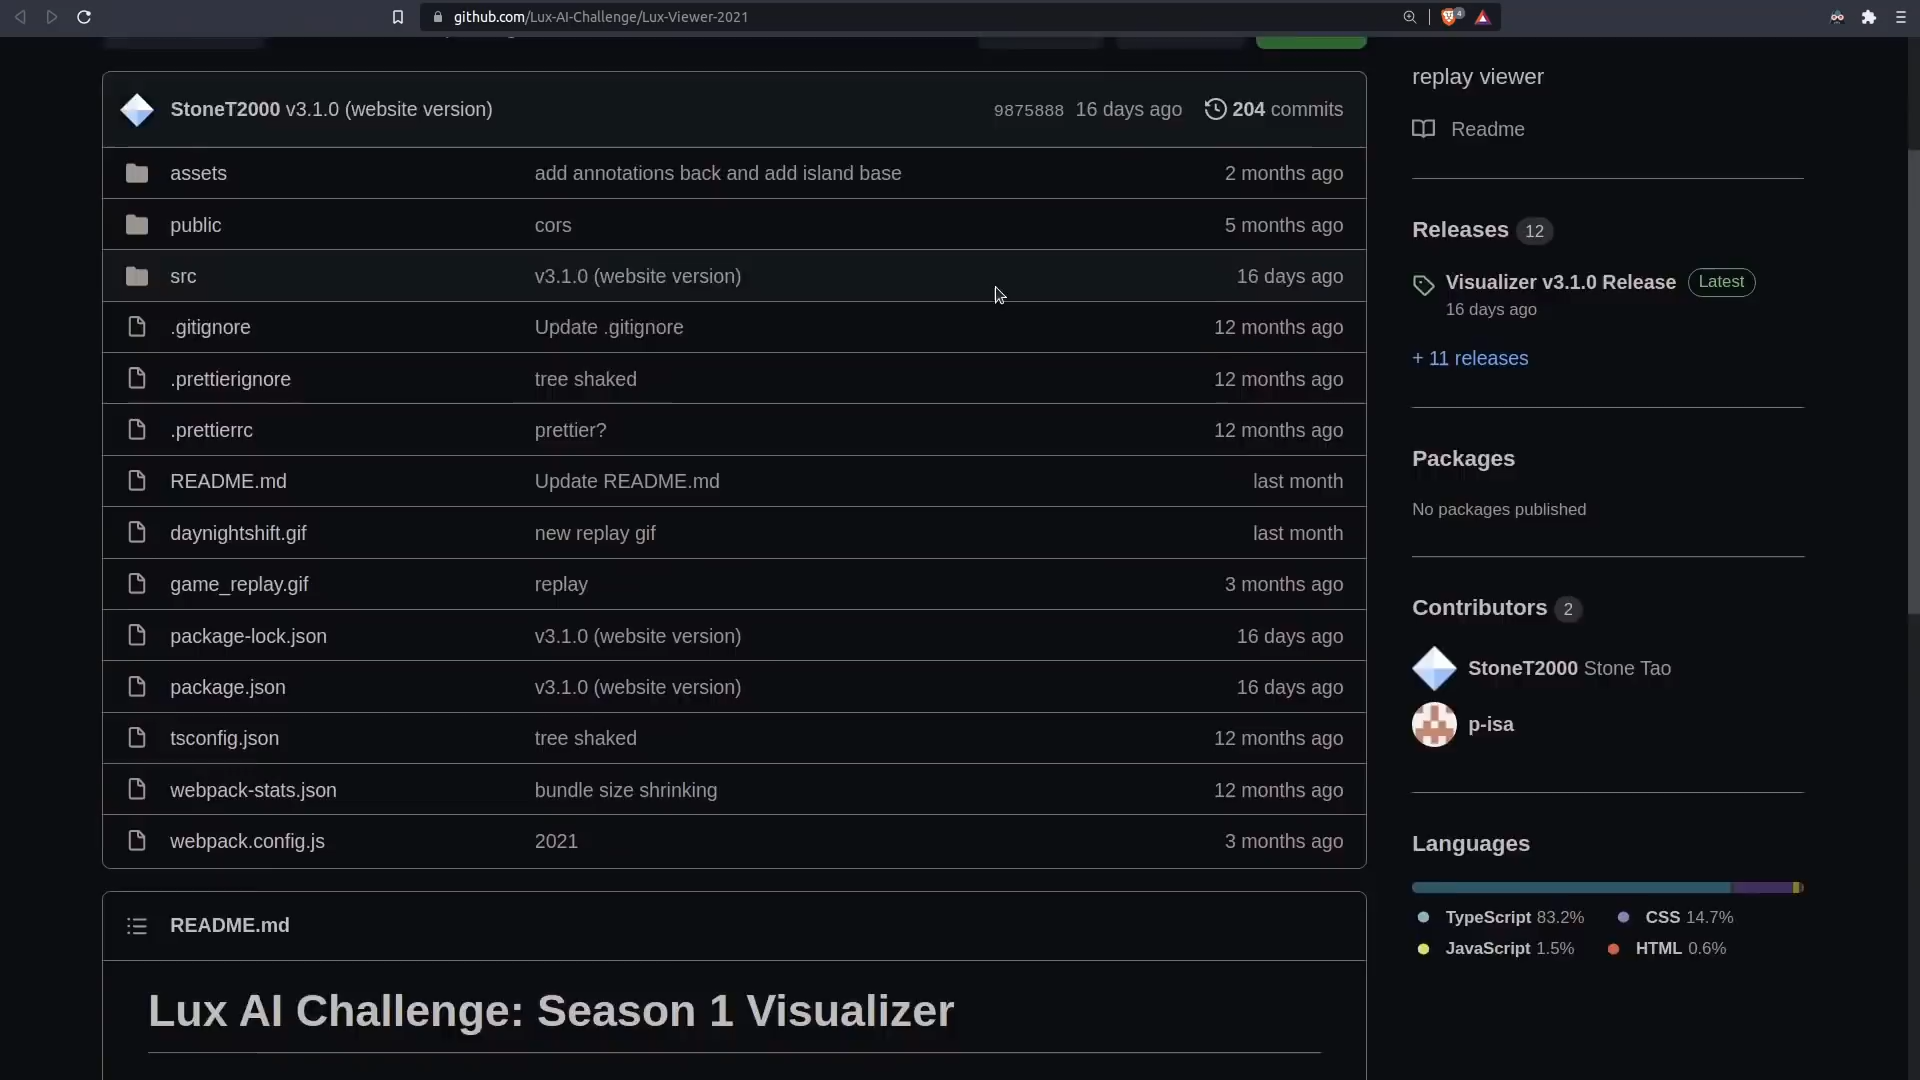 github.com/Lux-AI-Challenge/Lux-Viewer-2021
4
StoneT2000 v3.1.0 (website version) 9875888 16 days ago 204 commits
assets add annotations back and add island base 2 months ago
public cors 5 months ago
src v3.1.0 (website version) 16 days ago
.gitignore Update .gitignore 12 months ago
.prettierignore tree shaked 12 months ago
.prettierrc prettier? 12 months ago
README.md Update README.md last month
daynightshift.gif new replay gif last month
game_replay.gif replay 3 months ago
package-lock.json v3.1.0 (website version) 16 days ago
package.json v3.1.0 (website version) 16 days ago
tsconfig.json tree shaked 12 months ago
webpack-stats.json bundle size shrinking 12 months ago
webpack.config.js 2021 3 months ago
README.md
Lux AI Challenge: Season 1 Visualizer
replay viewer
Readme
Releases 12
Visualizer v3.1.0 Release Latest
16 days ago
+ 11 releases
Packages
No packages published
Contributors 2
StoneT2000 Stone Tao
p-isa
Languages
TypeScript 83.2% CSS 14.7%
JavaScript 1.5% HTML 0.6%